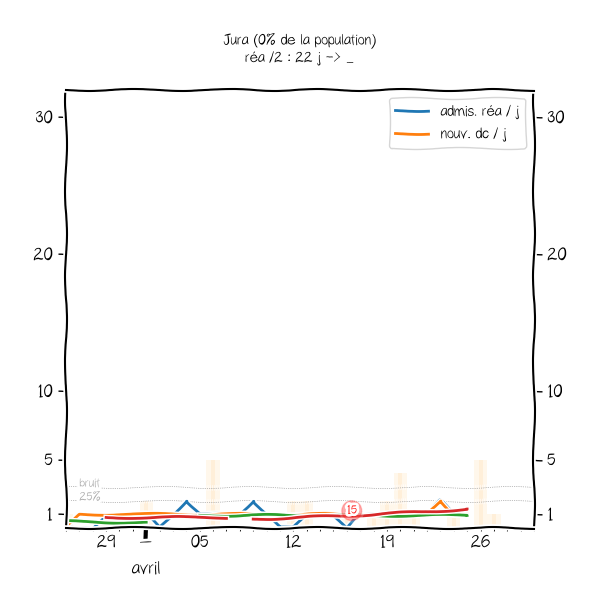 Jura (0% de la population)
réa /2 : 22 j -> _
admis. réa / j
nouv. dc / j
30
30
20
20
10
10
5
5
bruit
25%
1
1
15
29
05
12
19
26
avril